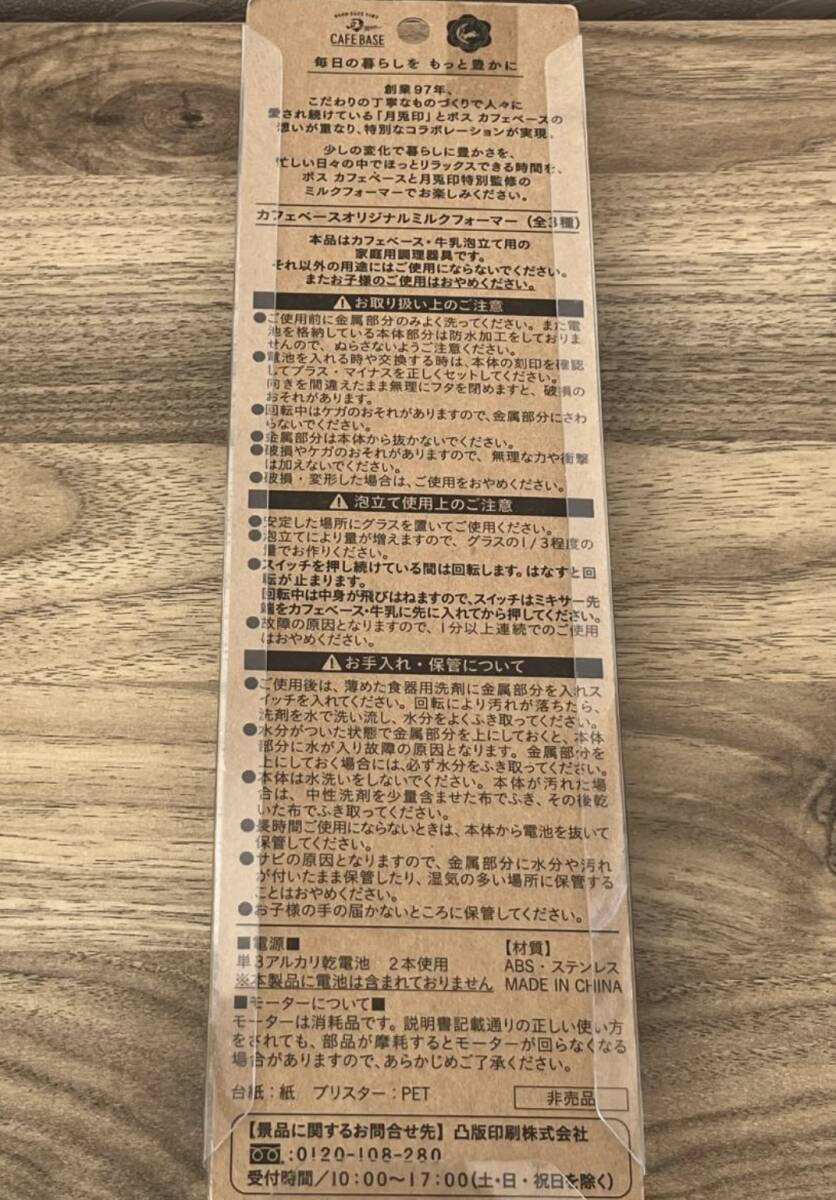 CAFE BASE
毎日の暮らしを もっと豊かに
創業97年、
こだわりの丁寧なものづくりで人々に
愛され続けている「月兎印」とボス カフェベースの
想いが重なり、特別なコラボレーションが実現。
少しの変化で暮らしに豊かさを、
忙しい日々の中でほっとリラックスできる時間を、
ボス カフェベースと月兎印特別監修の
ミルクフォーマーでお楽しみください。
カフェベースオリジナルミルクフォーマー（全3種）
本品はカフェベース・牛乳泡立て用の
家庭用調理器具です。
それ以外の用途にはご使用にならないでください。
またお子様のご使用はおやめください。
⚠お取り扱い上のご注意
●ご使用前に金属部分のみよく洗ってください。また電
池を格納している本体部分は防水加工をしておりま
せんので、ぬらさないようご注意ください。
●電池を入れる時や交換する時は、本体の刻印を確認
してプラス・マイナスを正しくセットしてください。
向きを間違えたまま無理にフタを閉めますと、破損の
おそれがあります。
●回転中はケガのおそれがありますので、金属部分にさわ
らないでください。
●金属部分は本体から抜かないでください。
●破損やケガのおそれがありますので、無理な力や衝撃
は加えないでください。
●破損・変形した場合は、ご使用をおやめください。
⚠泡立て使用上のご注意
●安定した場所にグラスを置いてご使用ください。
●泡立てにより量が増えますので、グラスの1/3程度の
量でお作りください。
●スイッチを押し続けている間は回転します。はなすと回
転が止まります。
回転中は中身が飛びはねますので、スイッチはミキサー先
端をカフェベース・牛乳に先に入れてから押してください。
●故障の原因となりますので、1分以上連続でのご使用
はおやめください。
⚠お手入れ・保管について
●ご使用後は、薄めた食器用洗剤に金属部分を入れス
イッチを入れてください。回転により汚れが落ちたら、
洗剤を水で洗い流し、水分をよくふき取ってください。
●水分がついた状態で金属部分を上にしておくと、本体
部分に水が入り故障の原因となります。金属部分を
上にしておく場合には、必ず水分をふき取ってください。
●本体は水洗いをしないでください。本体が汚れた場
合は、中性洗剤を少量含ませた布でふき、その後乾
いた布でふき取ってください。
●長時間ご使用にならないときは、本体から電池を抜いて
保管してください。
●サビの原因となりますので、金属部分に水分や汚れ
が付いたまま保管したり、湿気の多い場所に保管する
ことはおやめください。
●お子様の手の届かないところに保管してください。
■電源■
単3アルカリ乾電池 2本使用
※本製品に電池は含まれておりません
【材質】
ABS・ステンレス
MADE IN CHINA
■モーターについて■
モーターは消耗品です。説明書記載通りの正しい使い方
をされても、部品が摩耗するとモーターが回らなくなる
場合がありますので、あらかじめご了承ください。
台紙：紙 ブリスター：PET
非売品
【景品に関するお問合せ先】凸版印刷株式会社
:0120-108-280
受付時間/10:00〜17:00(土・日・祝日を除く)